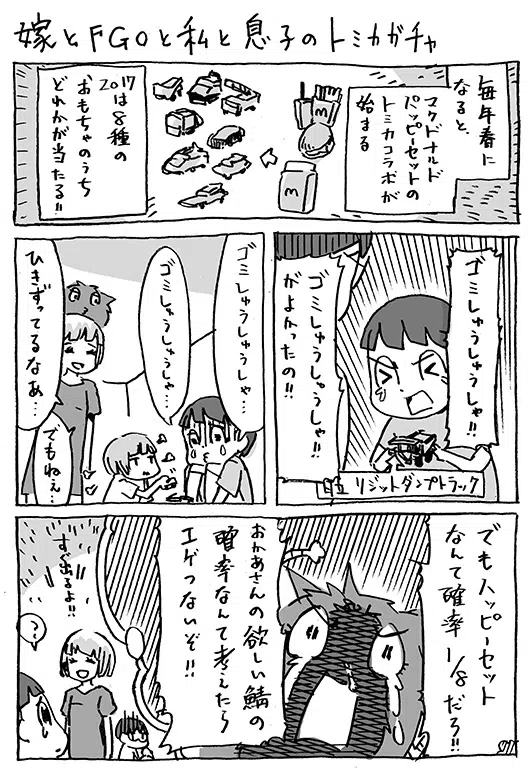 嫁とFGOと私と息子のトミカガチャ
毎年春に
なると、
マクドナルド
ハッピーセットの
トミカコラボが
始まる
2017
は8種の
おもちゃのうち
どれかが当たる!!
ゴミしゅうしゅうしゃ!!
ゴミしゅうしゅうしゃ!!
がよかったの!!
日立 リジットダンプトラック
ゴミしゅうしゅうしゃ…
ゴミしゅうしゅうしゃ…
ひきずってるなあ…
でもねぇ…
でもハッピーセット
なんて確率1/8だろ!!
おかあさんの欲しい鯖の
確率なんて考えたら
エゲつないぞ!!
すぐ出るよ!!
?